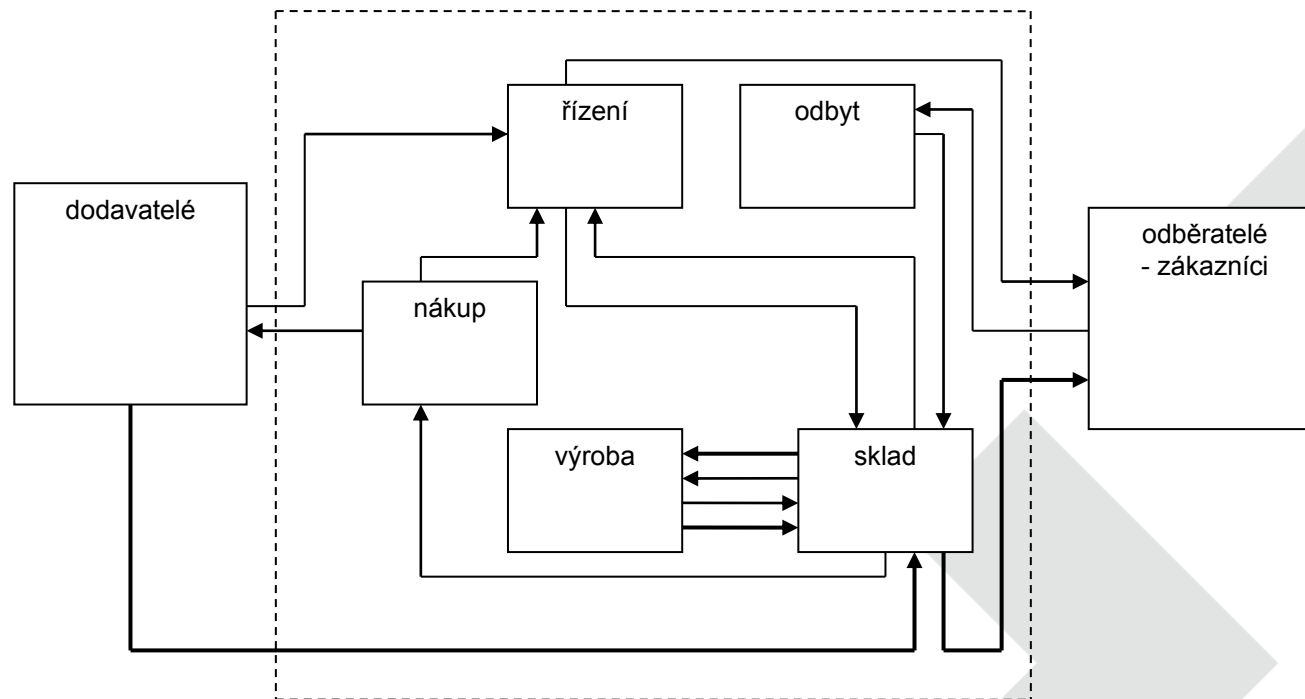 řízení
odbyt
dodavatelé
odběratelé
- zákazníci
nákup
výroba
sklad